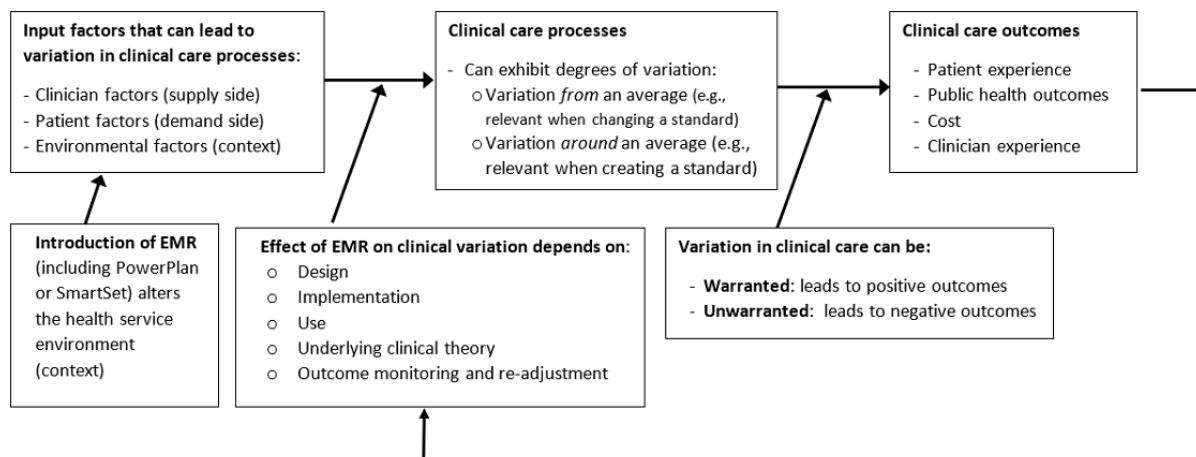 Input factors that can lead to
variation in clinical care processes:
- Clinician factors (supply side)
- Patient factors (demand side)
- Environmental factors (context)
Clinical care processes
- Can exhibit degrees of variation:
o Variation from an average (e.g.,
relevant when changing a standard)
o Variation around an average (e.g.,
relevant when creating a standard)
Clinical care outcomes
- Patient experience
- Public health outcomes
- Cost
- Clinician experience
Introduction of EMR
(including PowerPlan
or SmartSet) alters
the health service
environment
(context)
Effect of EMR on clinical variation depends on:
o Design
o Implementation
o Use
o Underlying clinical theory
o Outcome monitoring and re-adjustment
Variation in clinical care can be:
- Warranted: leads to positive outcomes
- Unwarranted: leads to negative outcomes